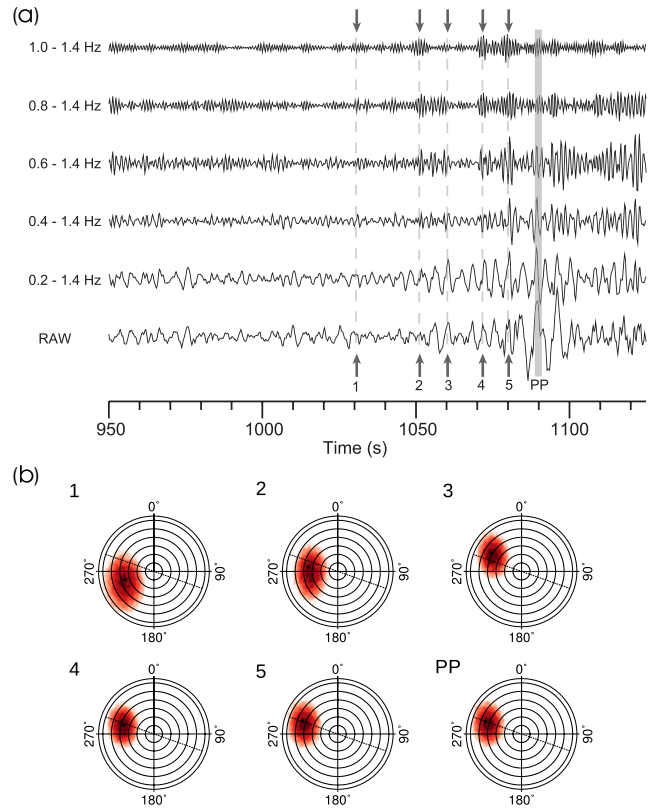 (a)
1.0 - 1.4 Hz
0.8 - 1.4 Hz
0.6 - 1.4 Hz
0.4 - 1.4 Hz
0.2 - 1.4 Hz
RAW
1 2 3 4 5 PP
950 1000 1050 1100
Time (s)
(b)
1 2 3
0° 0° 0°
270° 90° 270° 90° 270° 90°
180° 180° 180°
4 5 PP
0° 0° 0°
270° 90° 270° 90° 270° 90°
180° 180° 180°